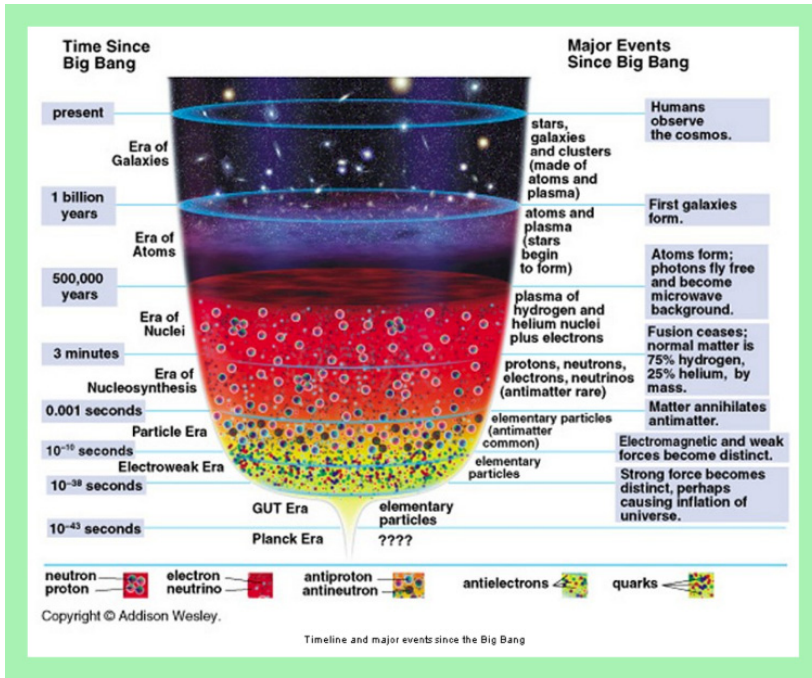 Time Since
Big Bang
Major Events
Since Big Bang
present
Era of
Galaxies
stars,
galaxies
and clusters
(made of
atoms and
plasma)
Humans
observe
the cosmos.
1 billion
years
Era of
Atoms
atoms and
plasma
(stars
begin
to form)
First galaxies
form.
500,000
years
Era of
Nuclei
plasma of
hydrogen and
helium nuclei
plus electrons
Atoms form;
photons fly free
and become
microwave
background.
3 minutes
Era of
Nucleosynthesis
protons, neutrons,
electrons, neutrinos
(antimatter rare)
Fusion ceases;
normal matter is
75% hydrogen,
25% helium, by
mass.
0.001 seconds
Particle Era
elementary particles
(antimatter
common)
Matter annihilates
antimatter.
10⁻¹⁰ seconds
Electroweak Era
elementary
particles
Electromagnetic and weak
forces become distinct.
10⁻³⁸ seconds
GUT Era
elementary
particles
Strong force becomes
distinct, perhaps
causing inflation of
universe.
10⁻⁴³ seconds
Planck Era
????
neutron
proton
electron
neutrino
antiproton
antineutron
antielectrons
quarks
Copyright © Addison Wesley.
Timeline and major events since the Big Bang